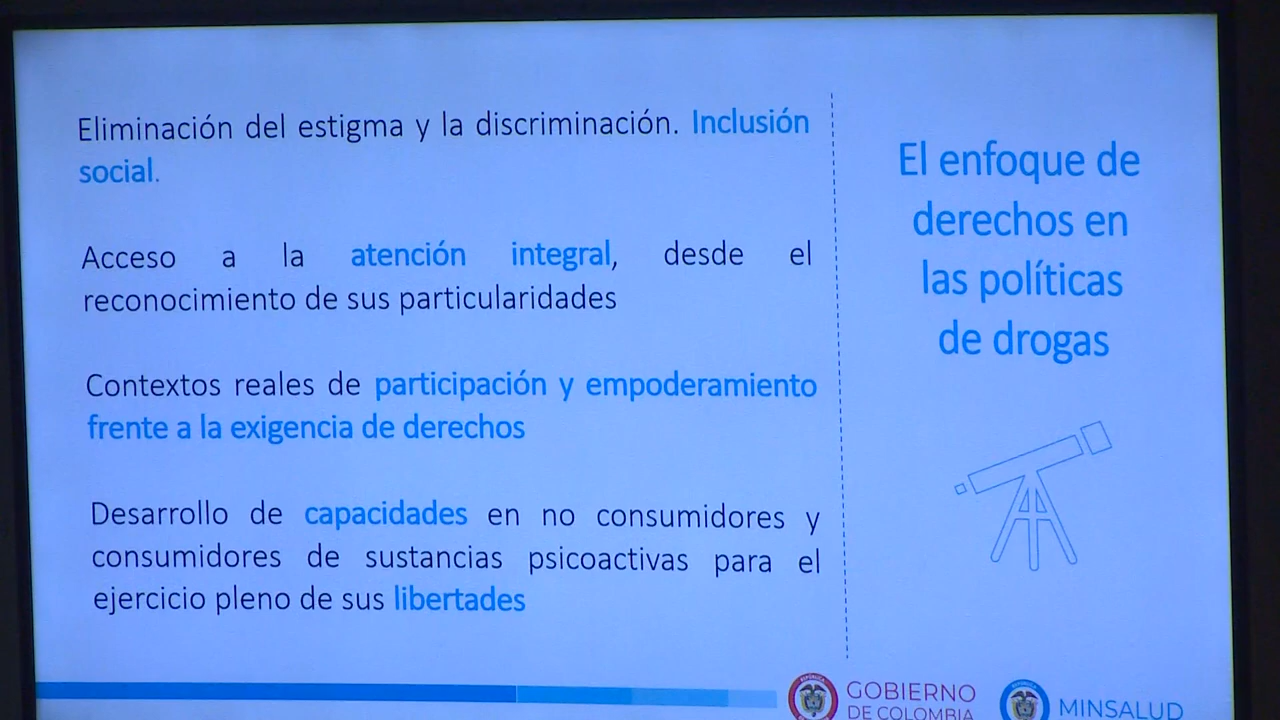 Eliminación del estigma y la discriminación. Inclusión
social.
Acceso a la atención integral, desde el
reconocimiento de sus particularidades
Contextos reales de participación y empoderamiento
frente a la exigencia de derechos
Desarrollo de capacidades en no consumidores y
consumidores de sustancias psicoactivas para el
ejercicio pleno de sus libertades
El enfoque de
derechos en
las políticas
de drogas
GOBIERNO
DE COLOMBIA
MINSALUD